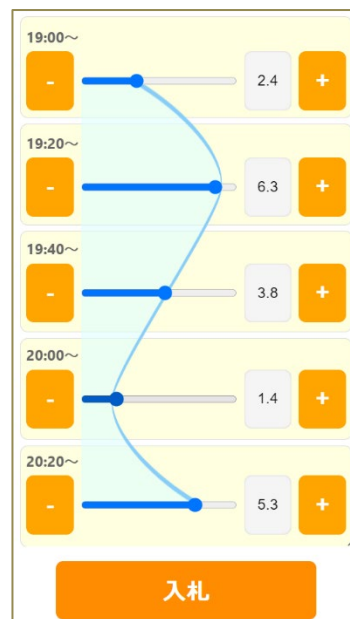 19:00～
- 2.4 +
19:20～
- 6.3 +
19:40～
- 3.8 +
20:00～
- 1.4 +
20:20～
- 5.3 +
入札